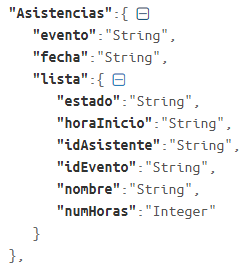 "Asistencias":{
"evento":"String",
"fecha":"String",
"lista":{
"estado":"String",
"horaInicio":"String",
"idAsistente":"String",
"idEvento":"String",
"nombre":"String",
"numHoras":"Integer"
}
},